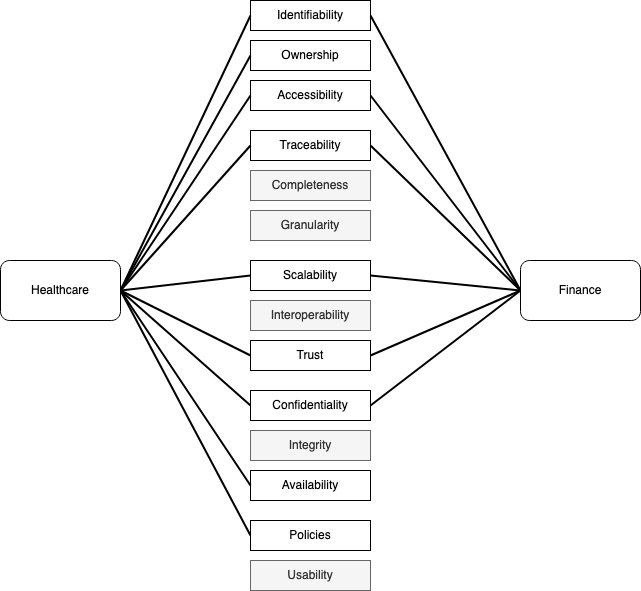 Identifiability
Ownership
Accessibility
Traceability
Completeness
Granularity
Scalability
Healthcare
Finance
Interoperability
Trust
Confidentiality
Integrity
Availability
Policies
Usability